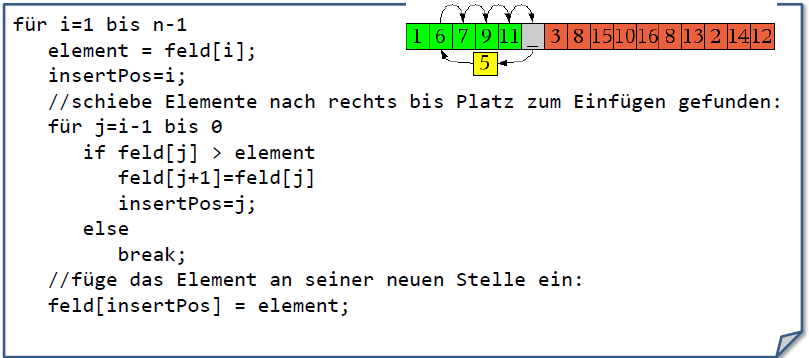 für i=1 bis n-1
element = feld[i];
insertPos=i;
//schiebe Elemente nach rechts bis Platz zum Einfügen gefunden:
für j=i-1 bis 0
if feld[j] > element
feld[j+1]=feld[j]
insertPos=j;
else
break;
//füge das Element an seiner neuen Stelle ein:
feld[insertPos] = element;
1 6 7 9 11 _ 3 8 15 10 16 8 13 2 14 12
5